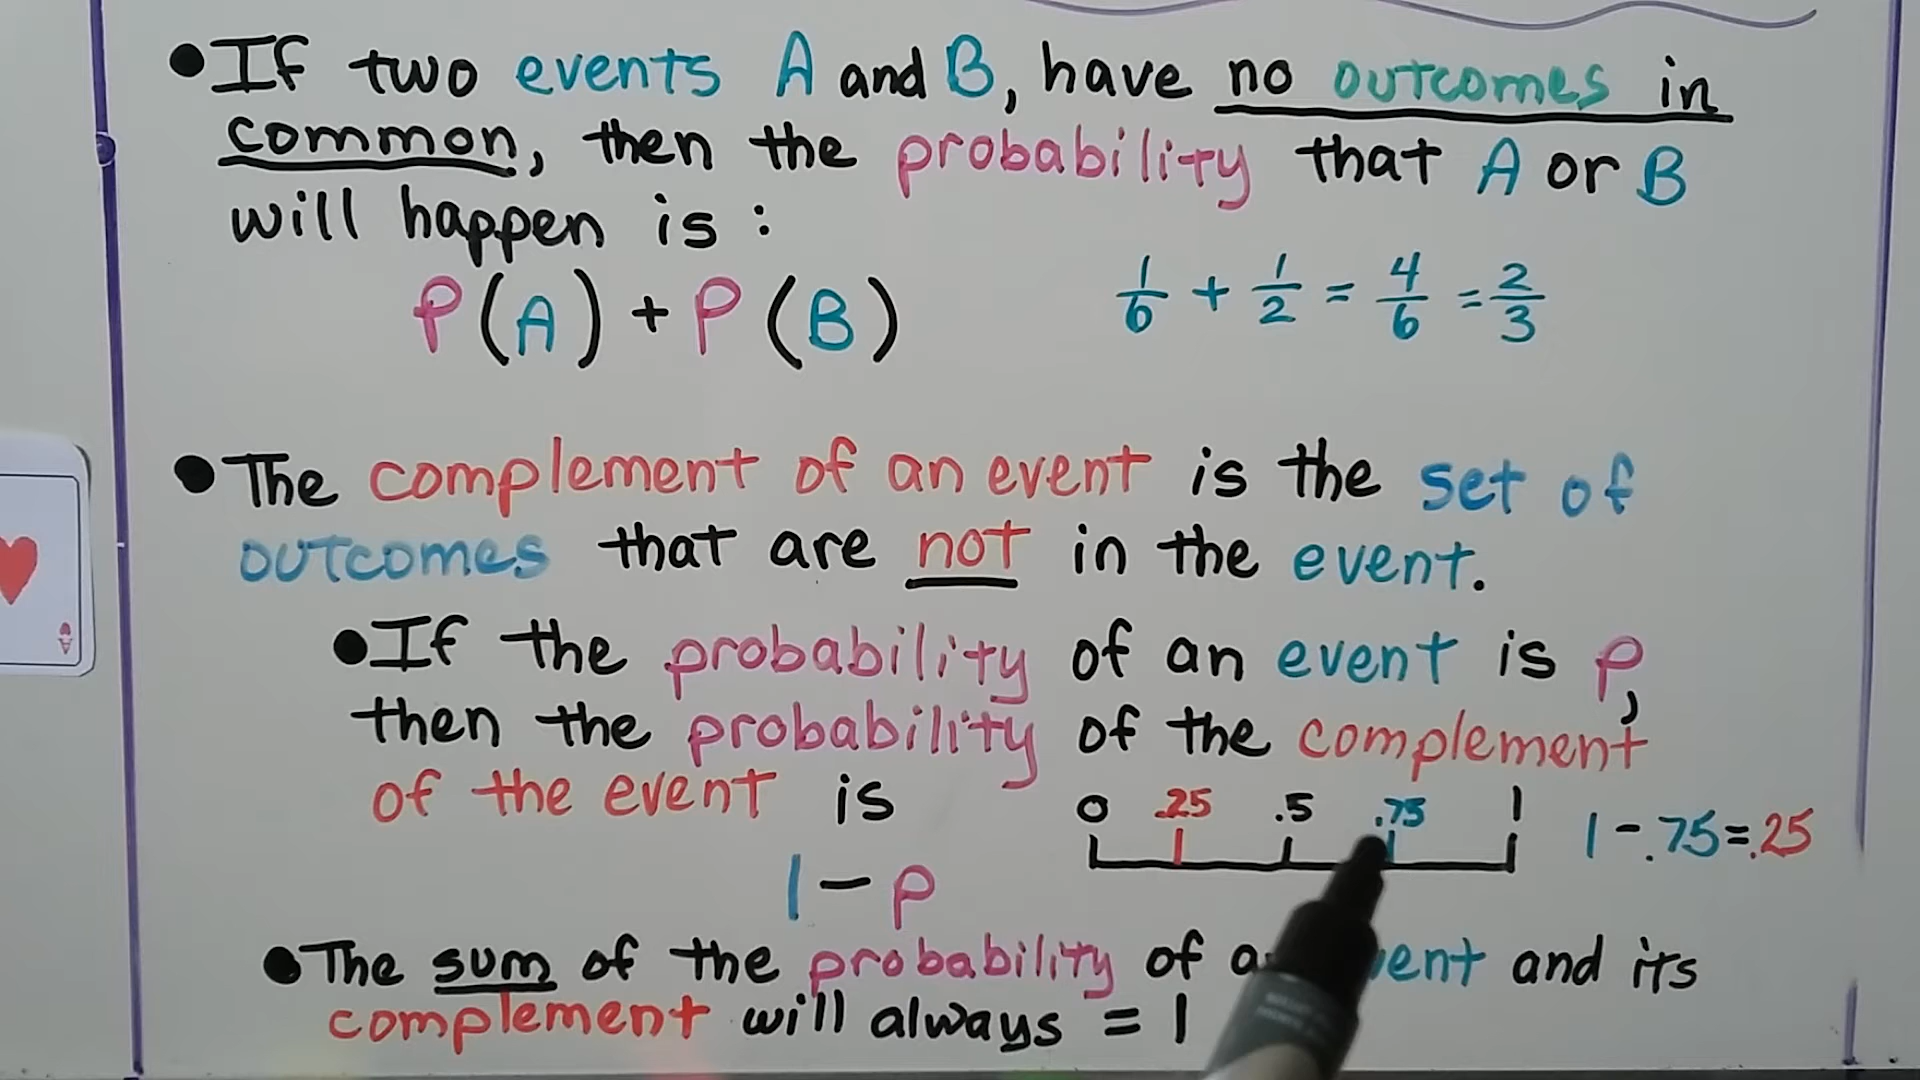 • If two events A and B, have no outcomes in
common, then the probability that A or B
will happen is:
P(A) + P(B)
1/6 + 1/2 = 4/6 = 2/3
• The complement of an event is the set of
outcomes that are not in the event.
• If the probability of an event is P,
then the probability of the complement
of the event is
0 .25 .5 .75 1
1 - .75 = .25
1 - P
• The sum of the probability of a ent and its
complement will always = 1